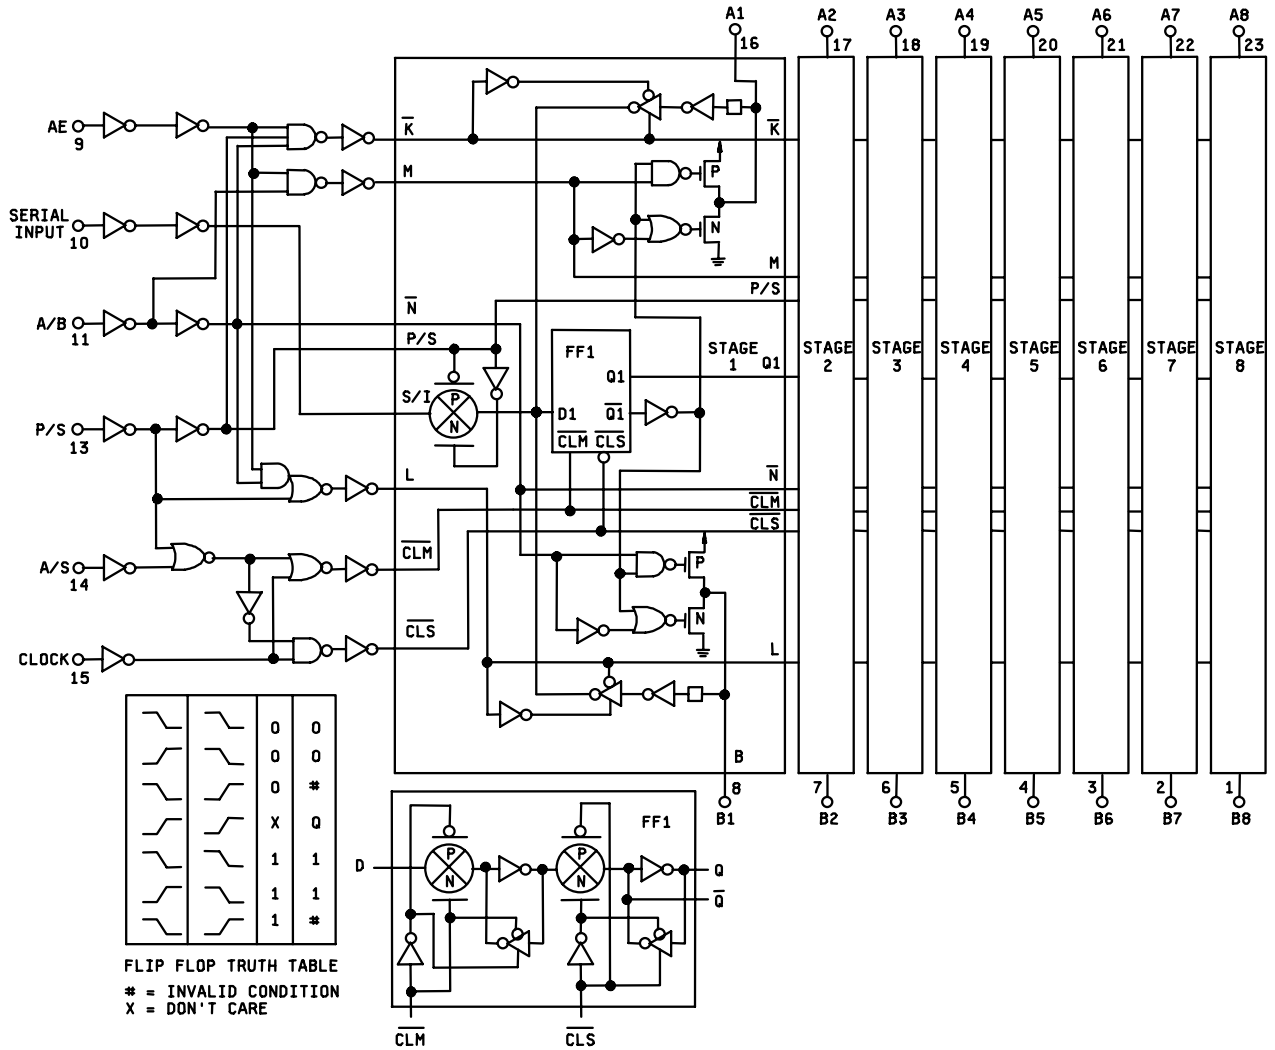 A1 A2 A3 A4 A5 A6 A7 A8
16 17 18 19 20 21 22 23
AE
9
K
K
P
M
SERIAL
INPUT
10
N
M
P/S
A/B
11
N
P/S
FF1
STAGE
1
STAGE
2
STAGE
3
STAGE
4
STAGE
5
STAGE
6
STAGE
7
STAGE
8
Q1
Q1
S/I
P
N
D1
Q1
CLM CLS
P/S
13
L
N
CLM
CLS
CLM
P
A/S
14
N
CLS
L
CLOCK
15
B
8 7 6 5 4 3 2 1
B1 B2 B3 B4 B5 B6 B7 B8
0 0
0 0
0 #
X Q
1 1
1 1
1 #
FLIP FLOP TRUTH TABLE
# = INVALID CONDITION
X = DON'T CARE
FF1
D
P
N
P
N
Q
Q
CLM
CLS